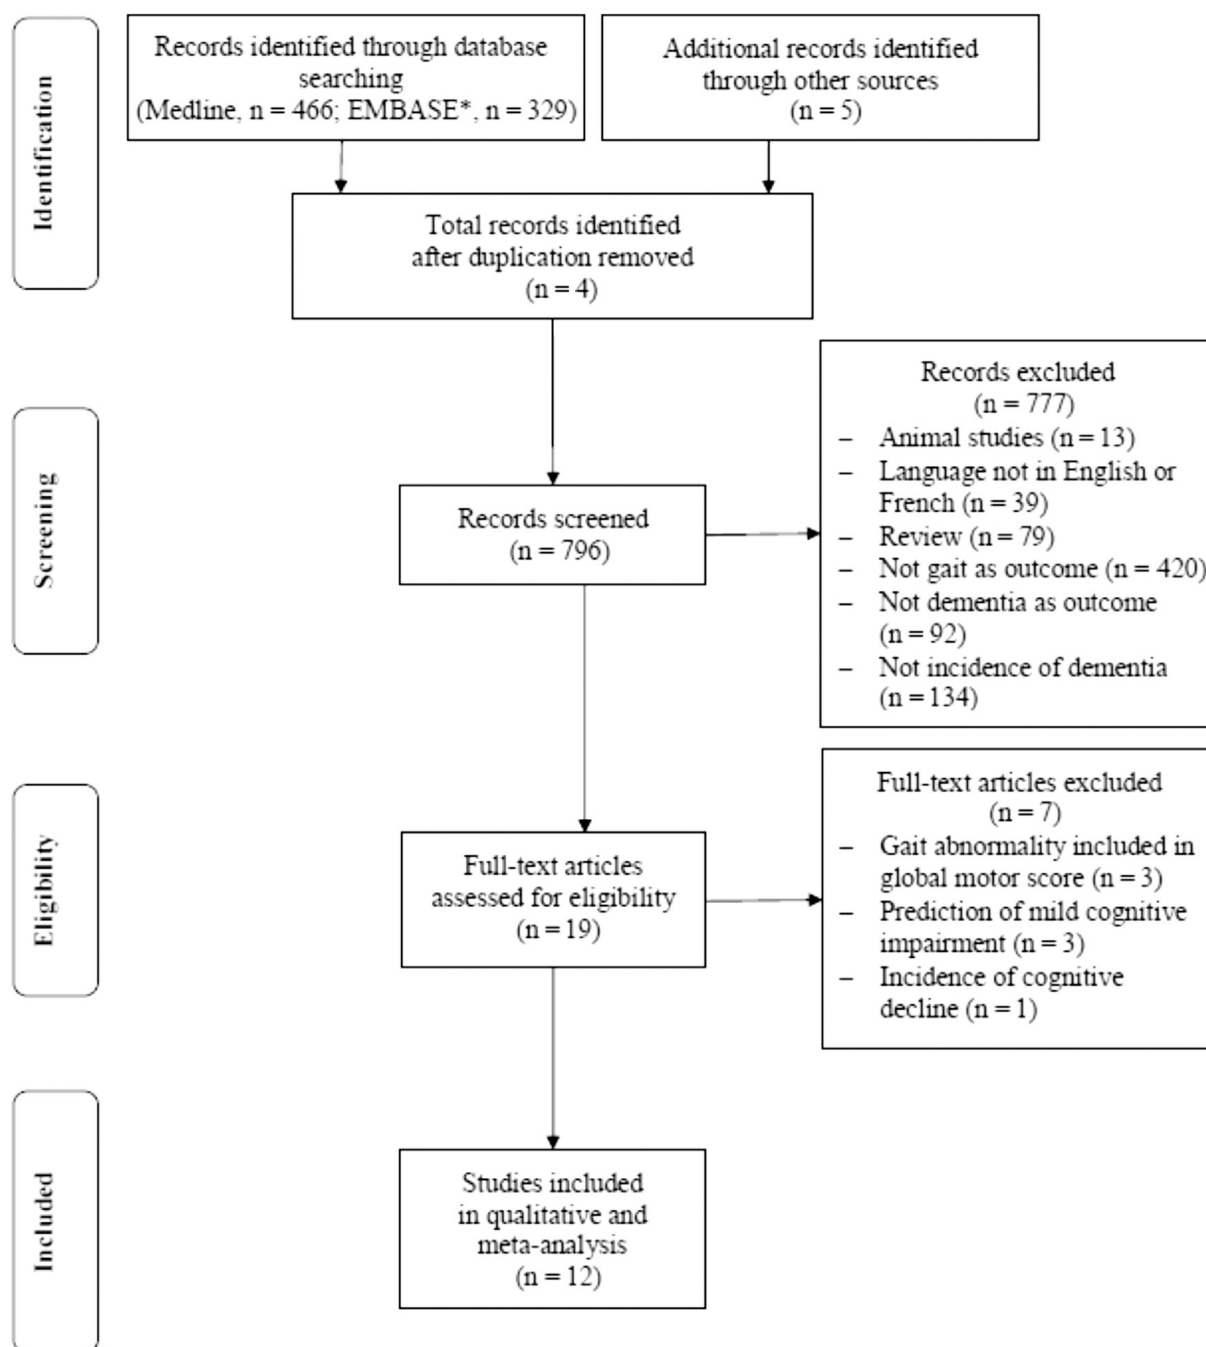 Identification
Records identified through database
searching
(Medline, n = 466; EMBASE*, n = 329)
Additional records identified
through other sources
(n = 5)
Total records identified
after duplication removed
(n = 4)
Screening
Records screened
(n = 796)
Records excluded
(n = 777)
– Animal studies (n = 13)
– Language not in English or
French (n = 39)
– Review (n = 79)
– Not gait as outcome (n = 420)
– Not dementia as outcome
(n = 92)
– Not incidence of dementia
(n = 134)
Eligibility
Full-text articles
assessed for eligibility
(n = 19)
Full-text articles excluded
(n = 7)
– Gait abnormality included in
global motor score (n = 3)
– Prediction of mild cognitive
impairment (n = 3)
– Incidence of cognitive
decline (n = 1)
Included
Studies included
in qualitative and
meta-analysis
(n = 12)